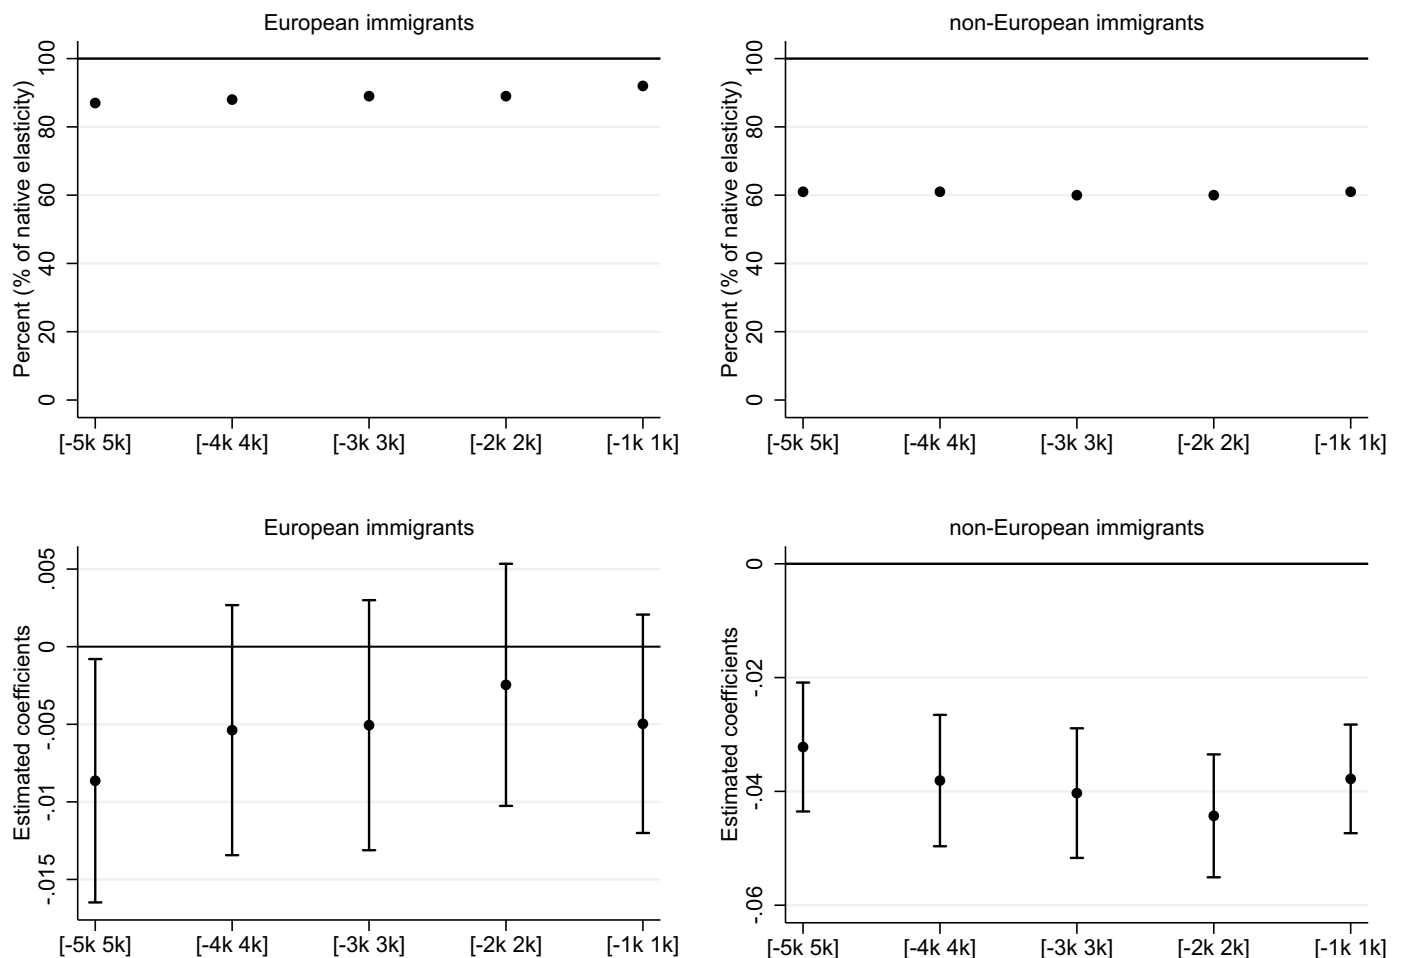 European immigrants
Percent (% of native elasticity)
100
80
60
40
20
0
[-5k 5k] [-4k 4k] [-3k 3k] [-2k 2k] [-1k 1k]
non-European immigrants
Percent (% of native elasticity)
100
80
60
40
20
0
[-5k 5k] [-4k 4k] [-3k 3k] [-2k 2k] [-1k 1k]
European immigrants
Estimated coefficients
.005
0
-.005
-.01
-.015
[-5k 5k] [-4k 4k] [-3k 3k] [-2k 2k] [-1k 1k]
non-European immigrants
Estimated coefficients
0
-.02
-.04
-.06
[-5k 5k] [-4k 4k] [-3k 3k] [-2k 2k] [-1k 1k]